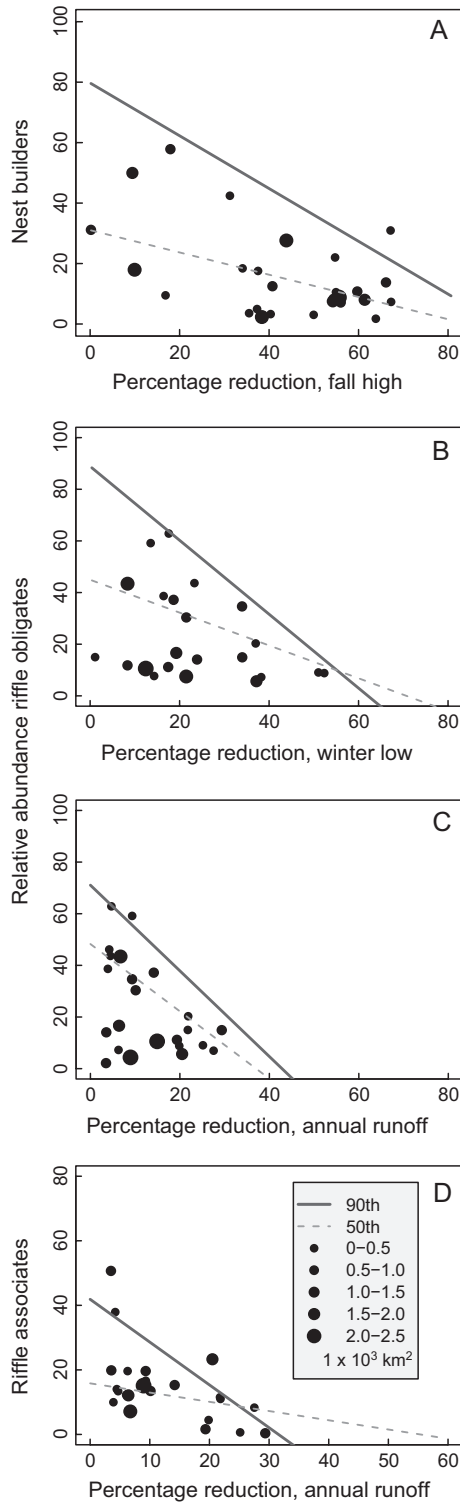 A
Nest builders
100
80
60
40
20
0
0 20 40 60 80
Percentage reduction, fall high
B
Relative abundance riffle obligates
100
80
60
40
20
0
0 20 40 60 80
Percentage reduction, winter low
C
100
80
60
40
20
0
0 20 40 60 80
Percentage reduction, annual runoff
D
Riffle associates
80
60
40
20
0
90th
50th
0−0.5
0.5−1.0
1.0−1.5
1.5−2.0
2.0−2.5
1 x 10³ km²
0 10 20 30 40 50 60
Percentage reduction, annual runoff